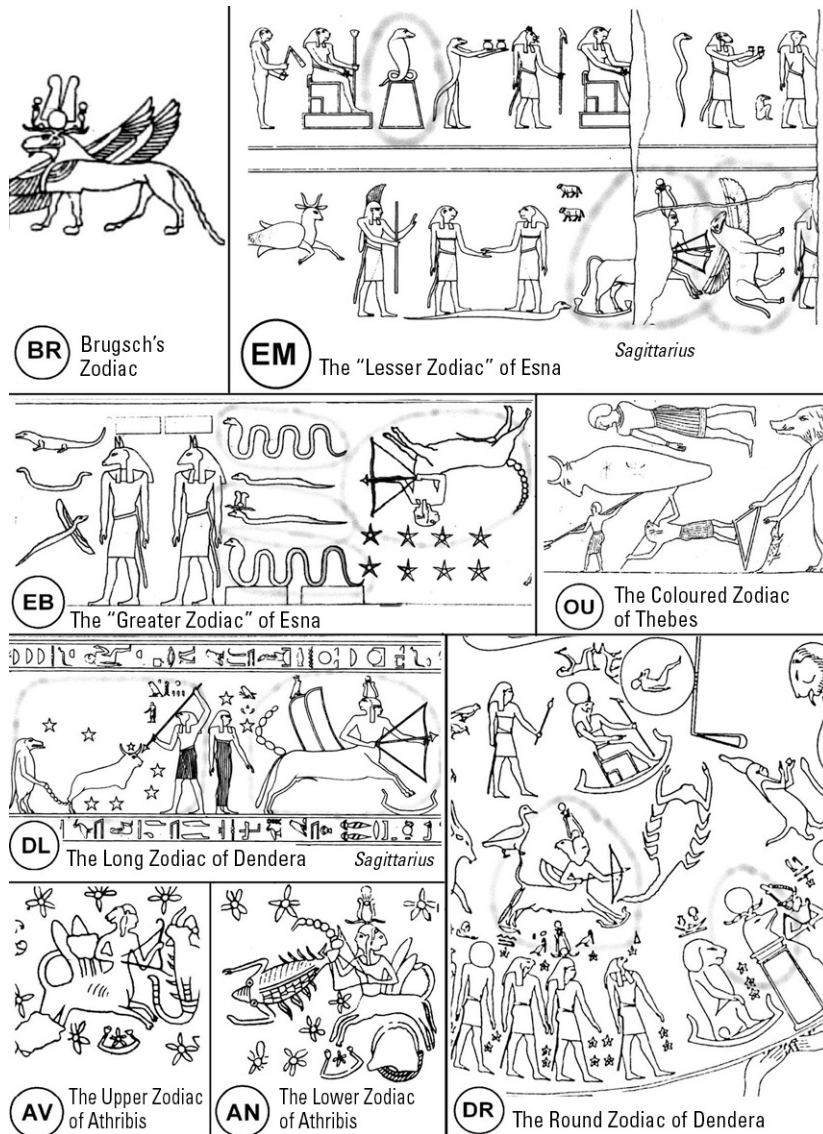 BR
Brugsch's
Zodiac
EM
The “Lesser Zodiac” of Esna
Sagittarius
EB
The “Greater Zodiac” of Esna
OU
The Coloured Zodiac
of Thebes
DL
The Long Zodiac of Dendera
Sagittarius
AV
The Upper Zodiac
of Athribis
AN
The Lower Zodiac
of Athribis
DR
The Round Zodiac of Dendera